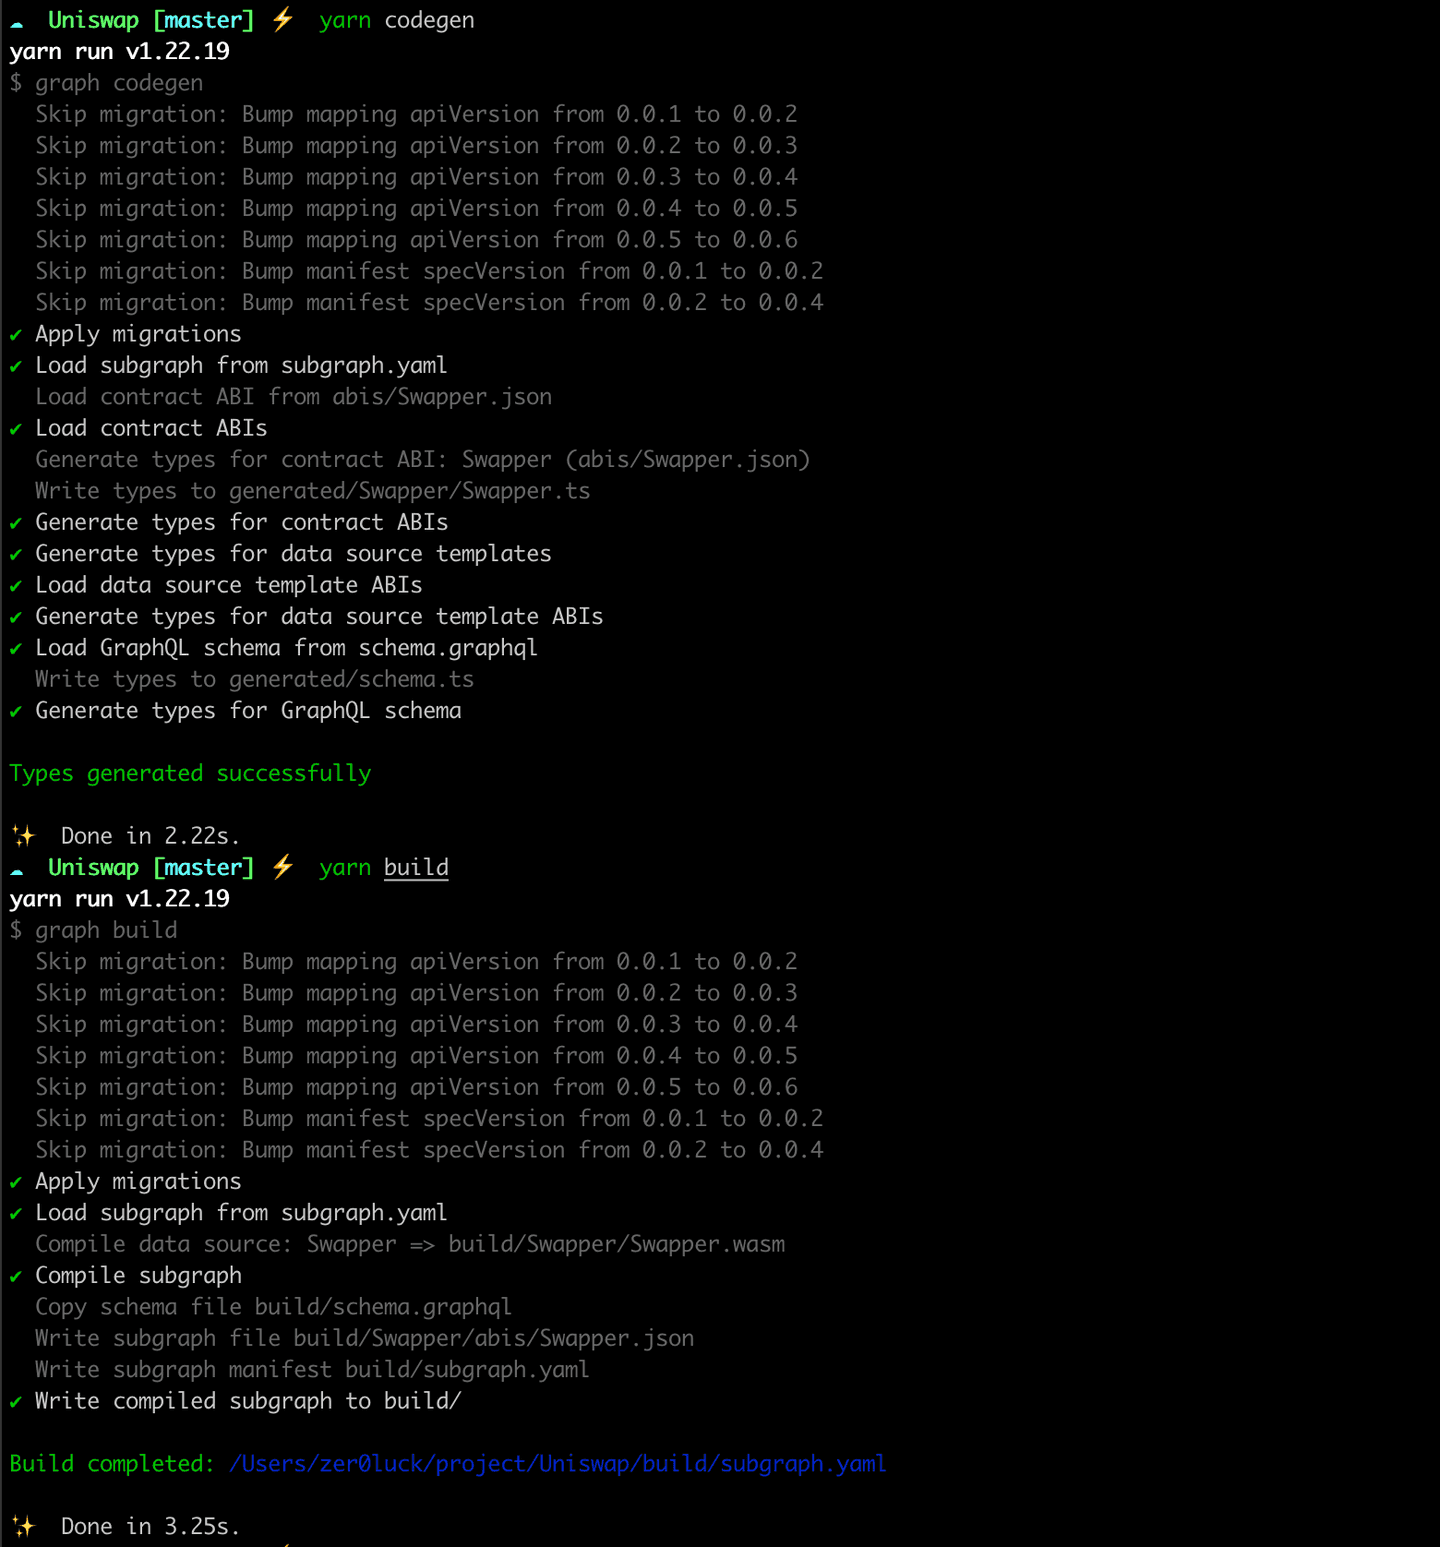 Uniswap [master] ⚡ yarn codegen
yarn run v1.22.19
$ graph codegen
Skip migration: Bump mapping apiVersion from 0.0.1 to 0.0.2
Skip migration: Bump mapping apiVersion from 0.0.2 to 0.0.3
Skip migration: Bump mapping apiVersion from 0.0.3 to 0.0.4
Skip migration: Bump mapping apiVersion from 0.0.4 to 0.0.5
Skip migration: Bump mapping apiVersion from 0.0.5 to 0.0.6
Skip migration: Bump manifest specVersion from 0.0.1 to 0.0.2
Skip migration: Bump manifest specVersion from 0.0.2 to 0.0.4
✔ Apply migrations
✔ Load subgraph from subgraph.yaml
Load contract ABI from abis/Swapper.json
✔ Load contract ABIs
Generate types for contract ABI: Swapper (abis/Swapper.json)
Write types to generated/Swapper/Swapper.ts
✔ Generate types for contract ABIs
✔ Generate types for data source templates
✔ Load data source template ABIs
✔ Generate types for data source template ABIs
✔ Load GraphQL schema from schema.graphql
Write types to generated/schema.ts
✔ Generate types for GraphQL schema
Types generated successfully
✨ Done in 2.22s.
Uniswap [master] ⚡ yarn build
yarn run v1.22.19
$ graph build
Skip migration: Bump mapping apiVersion from 0.0.1 to 0.0.2
Skip migration: Bump mapping apiVersion from 0.0.2 to 0.0.3
Skip migration: Bump mapping apiVersion from 0.0.3 to 0.0.4
Skip migration: Bump mapping apiVersion from 0.0.4 to 0.0.5
Skip migration: Bump mapping apiVersion from 0.0.5 to 0.0.6
Skip migration: Bump manifest specVersion from 0.0.1 to 0.0.2
Skip migration: Bump manifest specVersion from 0.0.2 to 0.0.4
✔ Apply migrations
✔ Load subgraph from subgraph.yaml
Compile data source: Swapper => build/Swapper/Swapper.wasm
✔ Compile subgraph
Copy schema file build/schema.graphql
Write subgraph file build/Swapper/abis/Swapper.json
Write subgraph manifest build/subgraph.yaml
✔ Write compiled subgraph to build/
Build completed: /Users/zer0luck/project/Uniswap/build/subgraph.yaml
✨ Done in 3.25s.